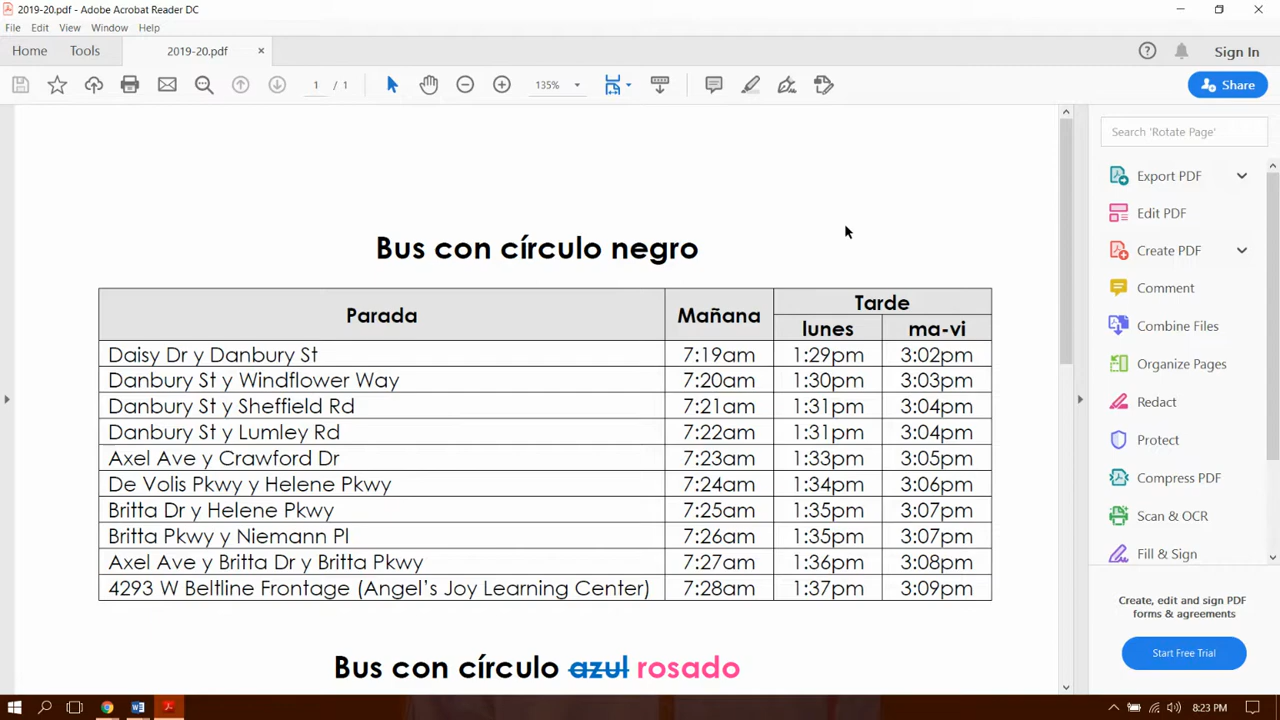 2019-20.pdf - Adobe Acrobat Reader DC
File Edit View Window Help
Home Tools 2019-20.pdf × Sign In
1 / 1 135% Share
Search 'Rotate Page'
Export PDF
Edit PDF
Create PDF
Comment
Combine Files
Organize Pages
Redact
Protect
Compress PDF
Scan & OCR
Fill & Sign
Create, edit and sign PDF
forms & agreements
Start Free Trial
Bus con círculo negro
Parada Mañana Tarde
lunes ma-vi
Daisy Dr y Danbury St 7:19am 1:29pm 3:02pm
Danbury St y Windflower Way 7:20am 1:30pm 3:03pm
Danbury St y Sheffield Rd 7:21am 1:31pm 3:04pm
Danbury St y Lumley Rd 7:22am 1:31pm 3:04pm
Axel Ave y Crawford Dr 7:23am 1:33pm 3:05pm
De Volis Pkwy y Helene Pkwy 7:24am 1:34pm 3:06pm
Britta Dr y Helene Pkwy 7:25am 1:35pm 3:07pm
Britta Pkwy y Niemann Pl 7:26am 1:35pm 3:07pm
Axel Ave y Britta Dr y Britta Pkwy 7:27am 1:36pm 3:08pm
4293 W Beltline Frontage (Angel's Joy Learning Center) 7:28am 1:37pm 3:09pm
Bus con círculo azul rosado
8:23 PM